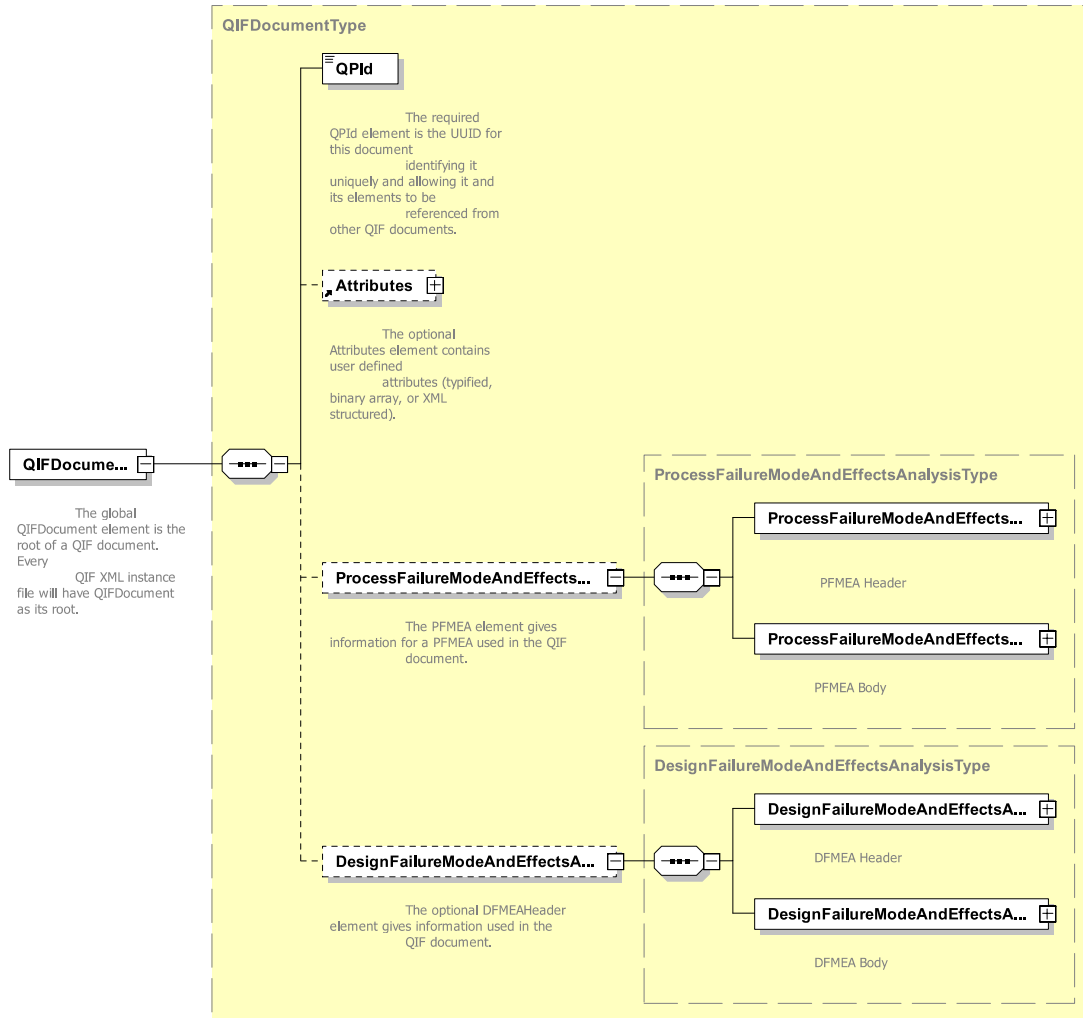 QIFDocumentType
QPId
The required
QPId element is the UUID for
this document
identifying it
uniquely and allowing it and
its elements to be
referenced from
other QIF documents.
Attributes
The optional
Attributes element contains
user defined
attributes (typified,
binary array, or XML
structured).
QIFDocume...
The global
QIFDocument element is the
root of a QIF document.
Every
QIF XML instance
file will have QIFDocument
as its root.
ProcessFailureModeAndEffects...
The PFMEA element gives
information for a PFMEA used in the QIF
document.
ProcessFailureModeAndEffectsAnalysisType
ProcessFailureModeAndEffects...
PFMEA Header
ProcessFailureModeAndEffects...
PFMEA Body
DesignFailureModeAndEffectsA...
The optional DFMEAHeader
element gives information used in the
QIF document.
DesignFailureModeAndEffectsAnalysisType
DesignFailureModeAndEffectsA...
DFMEA Header
DesignFailureModeAndEffectsA...
DFMEA Body